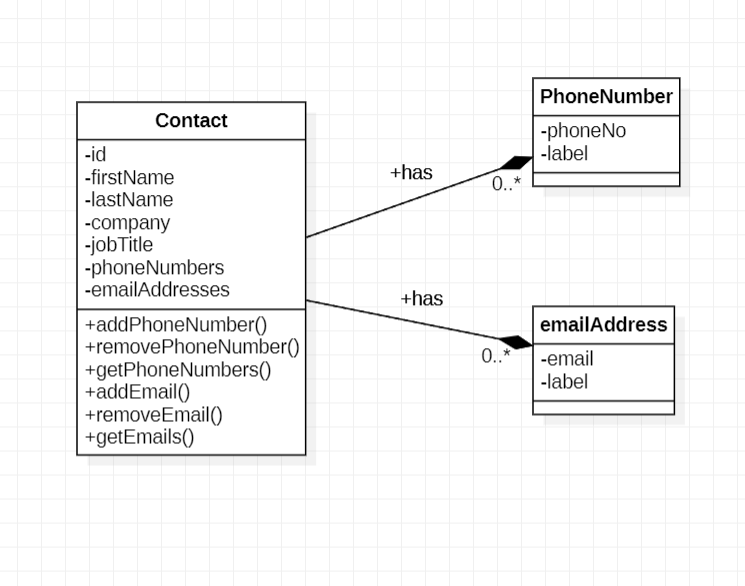 Contact
-id
-firstName
-lastName
-company
-jobTitle
-phoneNumbers
-emailAddresses
+addPhoneNumber()
+removePhoneNumber()
+getPhoneNumbers()
+addEmail()
+removeEmail()
+getEmails()
+has
0..*
PhoneNumber
-phoneNo
-label
+has
0..*
emailAddress
-email
-label